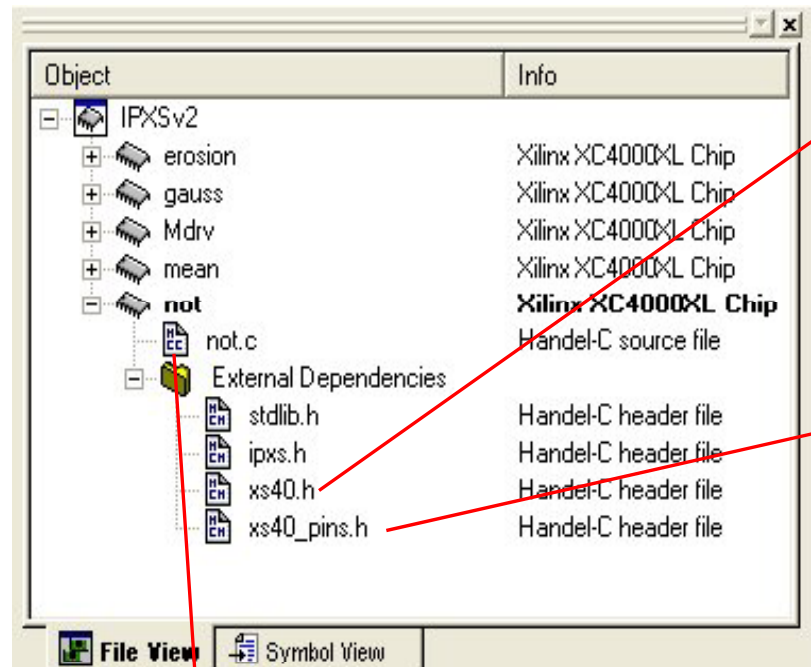 Object Info
IPXSv2
erosion Xilinx XC4000XL Chip
gauss Xilinx XC4000XL Chip
Mdrv Xilinx XC4000XL Chip
mean Xilinx XC4000XL Chip
not Xilinx XC4000XL Chip
not.c Handel-C source file
External Dependencies
stdlib.h Handel-C header file
ipxs.h Handel-C header file
xs40.h Handel-C header file
xs40_pins.h Handel-C header file
File View Symbol View